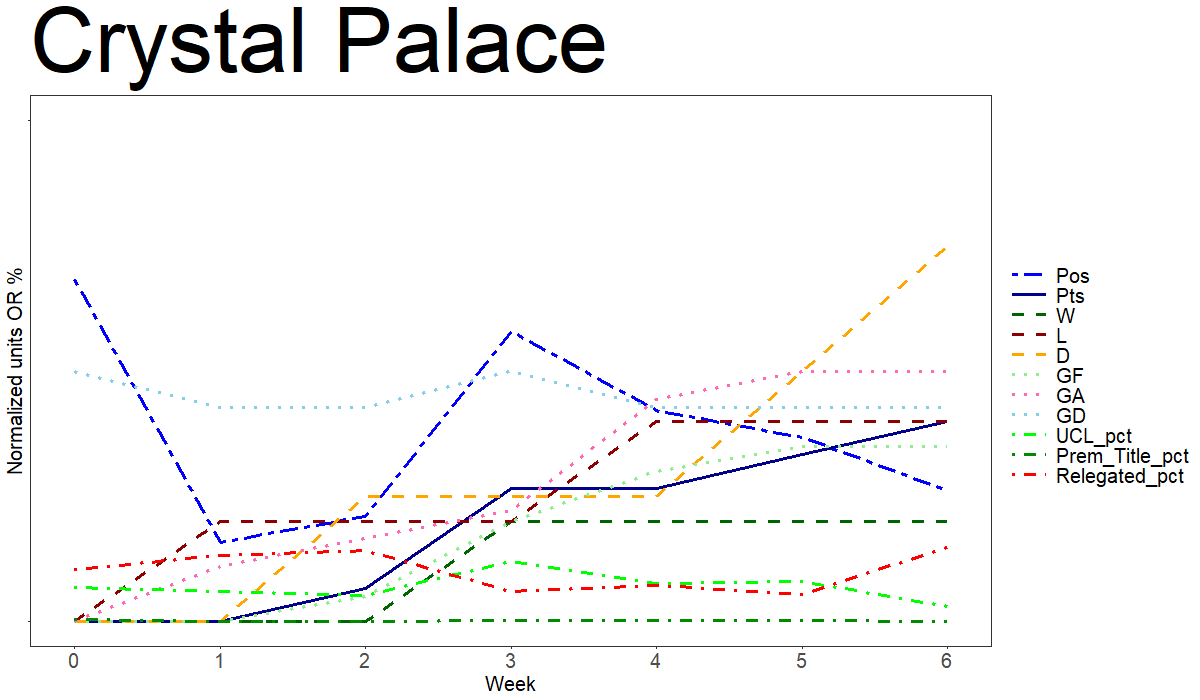 Crystal Palace
Normalized units OR %
0 1 2 3 4 5 6
Week
Pos
Pts
W
L
D
GF
GA
GD
UCL_pct
Prem_Title_pct
Relegated_pct